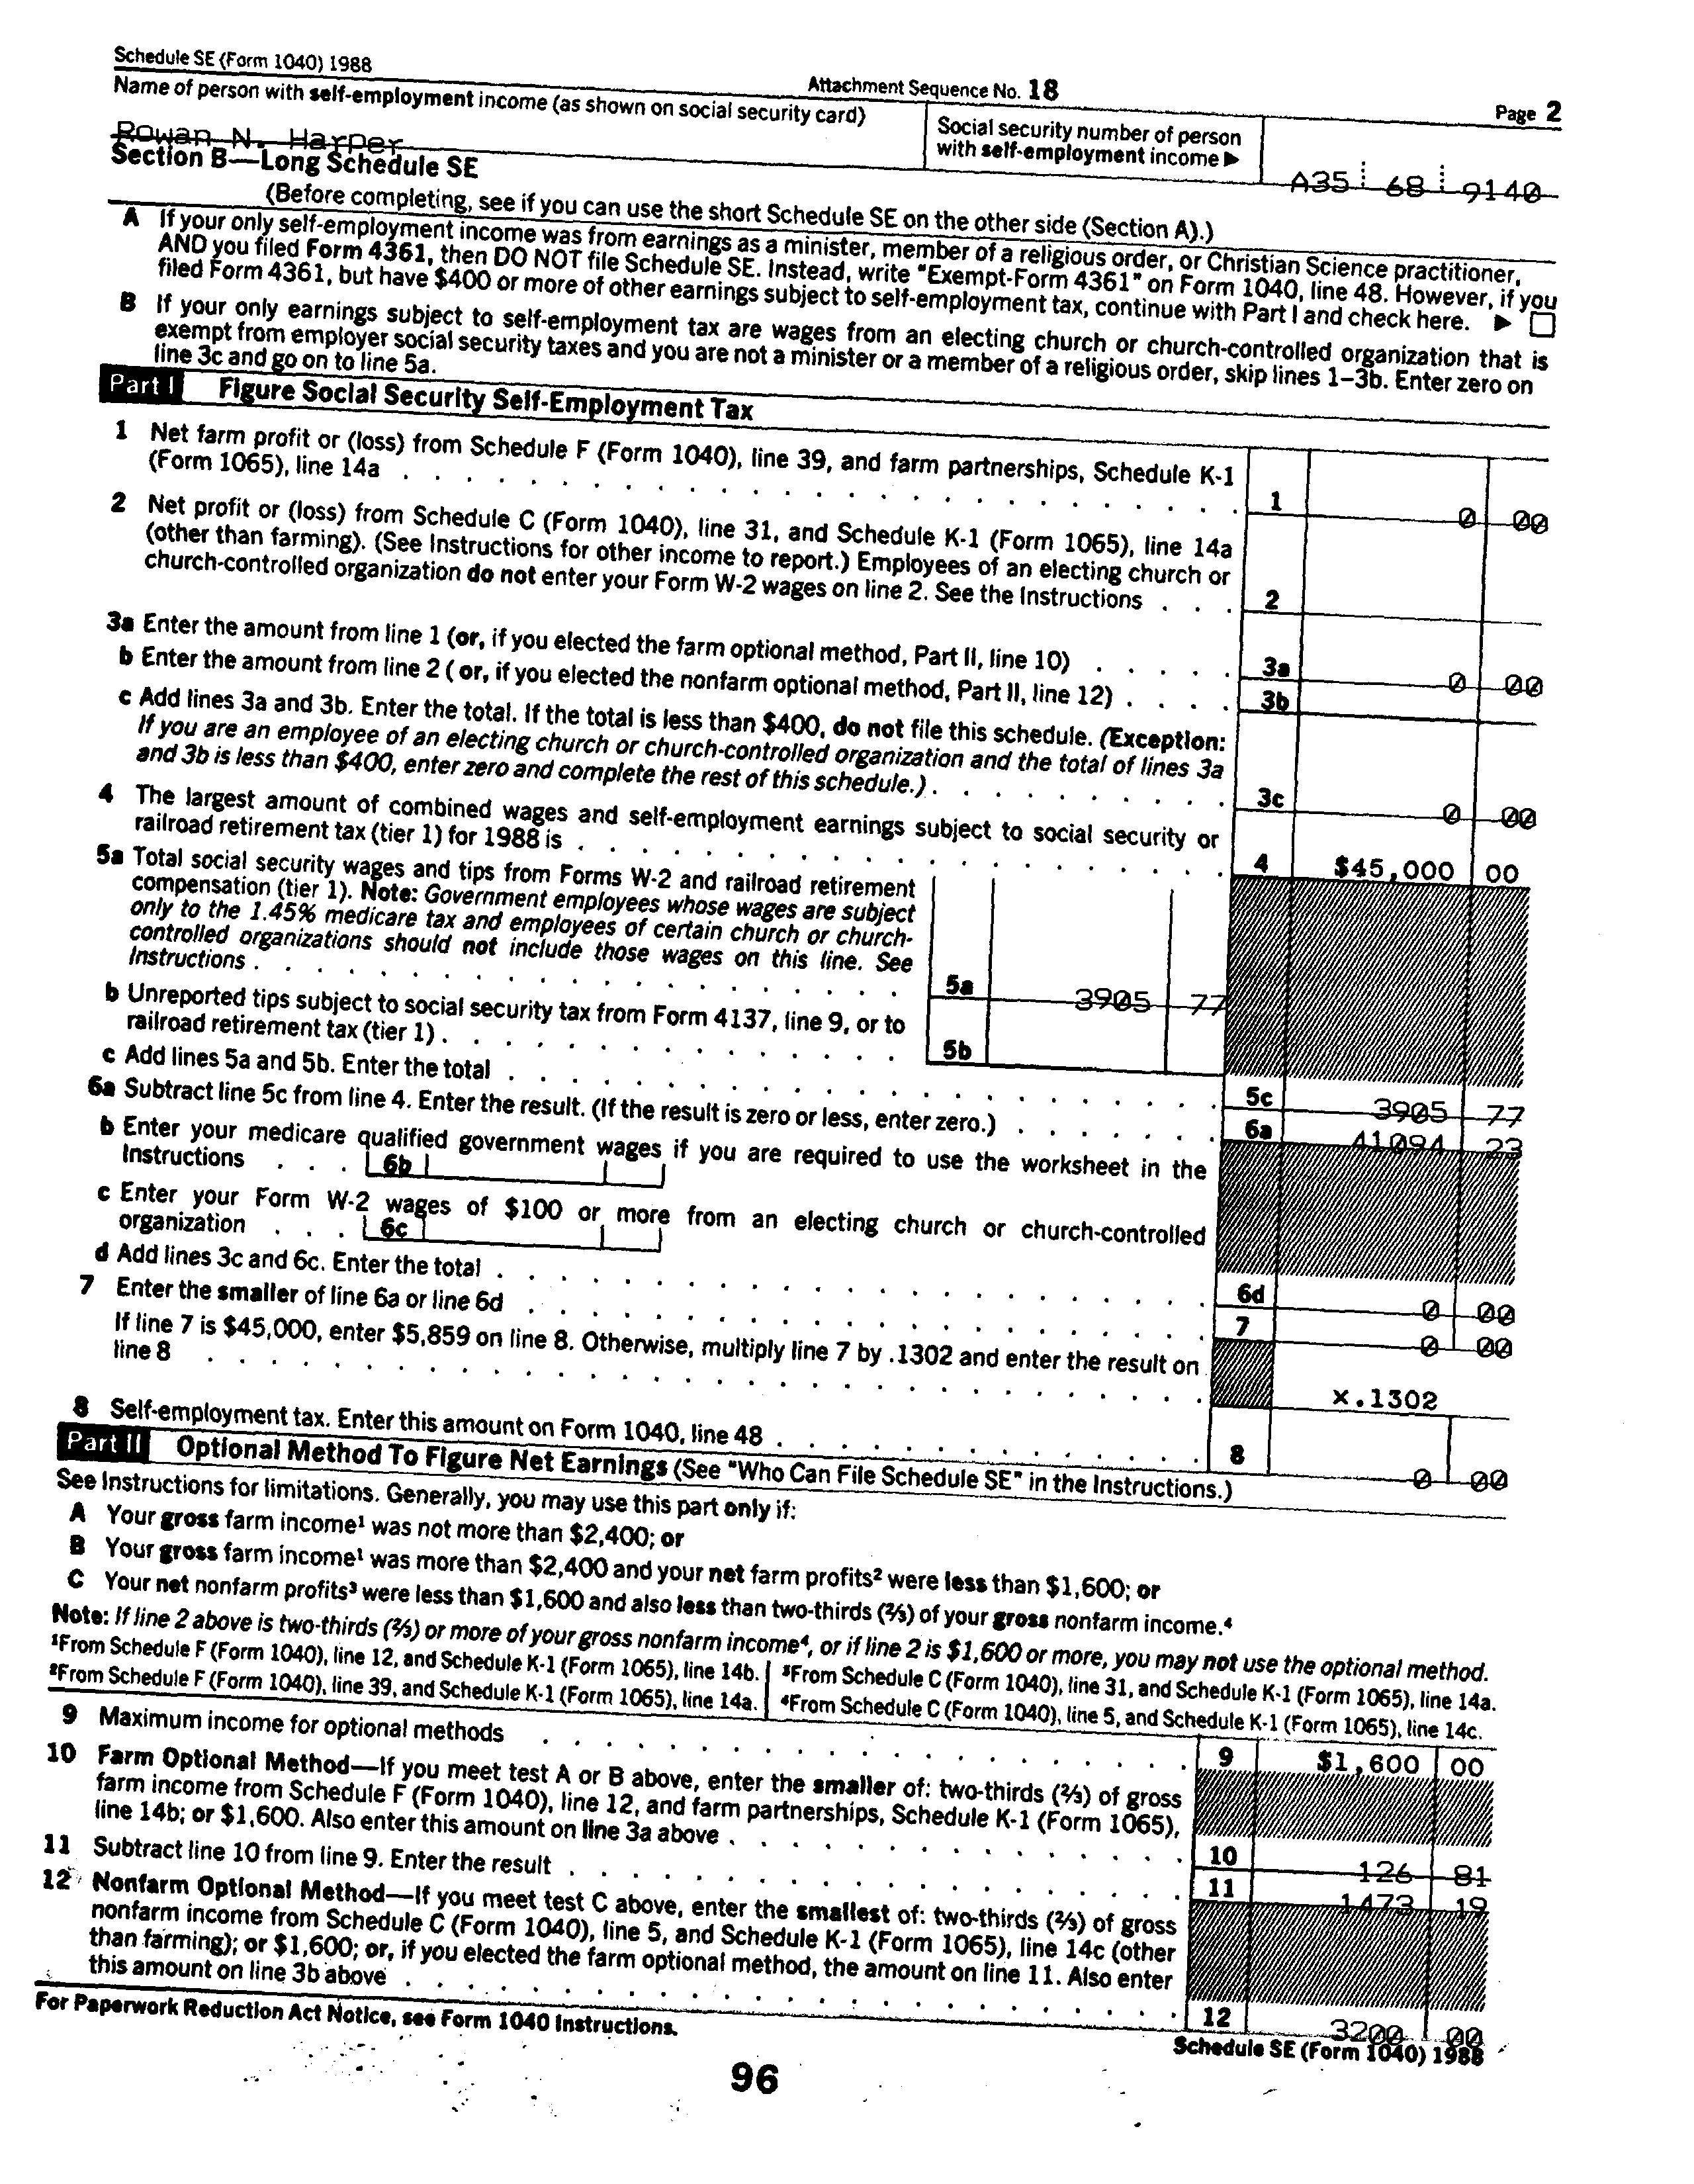 Schedule SE (Form 1040) 1988
Attachment Sequence No. 18
Page 2
Name of person with self-employment income (as shown on social security card)
Social security number of person
with self-employment income ▶
Rowan N. Harper
A35 68 9140
Section B—Long Schedule SE
(Before completing, see if you can use the short Schedule SE on the other side (Section A).)
A If your only self-employment income was from earnings as a minister, member of a religious order, or Christian Science practitioner,
AND you filed Form 4361, then DO NOT file Schedule SE. Instead, write "Exempt-Form 4361" on Form 1040, line 48. However, if you
filed Form 4361, but have $400 or more of other earnings subject to self-employment tax, continue with Part I and check here. ▶ □
B If your only earnings subject to self-employment tax are wages from an electing church or church-controlled organization that is
exempt from employer social security taxes and you are not a minister or a member of a religious order, skip lines 1–3b. Enter zero on
line 3c and go on to line 5a.
Part I Figure Social Security Self-Employment Tax
1 Net farm profit or (loss) from Schedule F (Form 1040), line 39, and farm partnerships, Schedule K-1
(Form 1065), line 14a . . . 1 0 00
2 Net profit or (loss) from Schedule C (Form 1040), line 31, and Schedule K-1 (Form 1065), line 14a
(other than farming). (See Instructions for other income to report.) Employees of an electing church or
church-controlled organization do not enter your Form W-2 wages on line 2. See the Instructions . . . 2
3a Enter the amount from line 1 (or, if you elected the farm optional method, Part II, line 10) . . . 3a 0 00
b Enter the amount from line 2 ( or, if you elected the nonfarm optional method, Part II, line 12) . . . 3b
c Add lines 3a and 3b. Enter the total. If the total is less than $400, do not file this schedule. (Exception:
If you are an employee of an electing church or church-controlled organization and the total of lines 3a
and 3b is less than $400, enter zero and complete the rest of this schedule.) . . . 3c 0 00
4 The largest amount of combined wages and self-employment earnings subject to social security or
railroad retirement tax (tier 1) for 1988 is . . . 4 $45,000 00
5a Total social security wages and tips from Forms W-2 and railroad retirement
compensation (tier 1). Note: Government employees whose wages are subject
only to the 1.45% medicare tax and employees of certain church or church-
controlled organizations should not include those wages on this line. See
Instructions . . . 5a 3905 77
b Unreported tips subject to social security tax from Form 4137, line 9, or to
railroad retirement tax (tier 1) . . . 5b
c Add lines 5a and 5b. Enter the total . . . 5c 3905 77
6a Subtract line 5c from line 4. Enter the result. (If the result is zero or less, enter zero.) . . . 6a 41094 23
b Enter your medicare qualified government wages if you are required to use the worksheet in the
Instructions . . . 6b
c Enter your Form W-2 wages of $100 or more from an electing church or church-controlled
organization . . . 6c
d Add lines 3c and 6c. Enter the total . . . 6d 0 00
7 Enter the smaller of line 6a or line 6d . . . 7 0 00
If line 7 is $45,000, enter $5,859 on line 8. Otherwise, multiply line 7 by .1302 and enter the result on
line 8 . . . x.1302
8 Self-employment tax. Enter this amount on Form 1040, line 48 . . . 8 0 00
Part II Optional Method To Figure Net Earnings (See "Who Can File Schedule SE" in the Instructions.)
See Instructions for limitations. Generally, you may use this part only if:
A Your gross farm income¹ was not more than $2,400; or
B Your gross farm income¹ was more than $2,400 and your net farm profits² were less than $1,600; or
C Your net nonfarm profits³ were less than $1,600 and also less than two-thirds (⅔) of your gross nonfarm income.⁴
Note: If line 2 above is two-thirds (⅔) or more of your gross nonfarm income⁴, or if line 2 is $1,600 or more, you may not use the optional method.
¹From Schedule F (Form 1040), line 12, and Schedule K-1 (Form 1065), line 14b.
²From Schedule F (Form 1040), line 39, and Schedule K-1 (Form 1065), line 14a.
³From Schedule C (Form 1040), line 31, and Schedule K-1 (Form 1065), line 14a.
⁴From Schedule C (Form 1040), line 5, and Schedule K-1 (Form 1065), line 14c.
9 Maximum income for optional methods . . . 9 $1,600 00
10 Farm Optional Method—If you meet test A or B above, enter the smaller of: two-thirds (⅔) of gross
farm income from Schedule F (Form 1040), line 12, and farm partnerships, Schedule K-1 (Form 1065),
line 14b; or $1,600. Also enter this amount on line 3a above . . . 10 126 81
11 Subtract line 10 from line 9. Enter the result . . . 11 1473 19
12 Nonfarm Optional Method—If you meet test C above, enter the smallest of: two-thirds (⅔) of gross
nonfarm income from Schedule C (Form 1040), line 5, and Schedule K-1 (Form 1065), line 14c (other
than farming); or $1,600; or, if you elected the farm optional method, the amount on line 11. Also enter
this amount on line 3b above . . . 12 3200 00
For Paperwork Reduction Act Notice, see Form 1040 Instructions.
Schedule SE (Form 1040) 1988
96